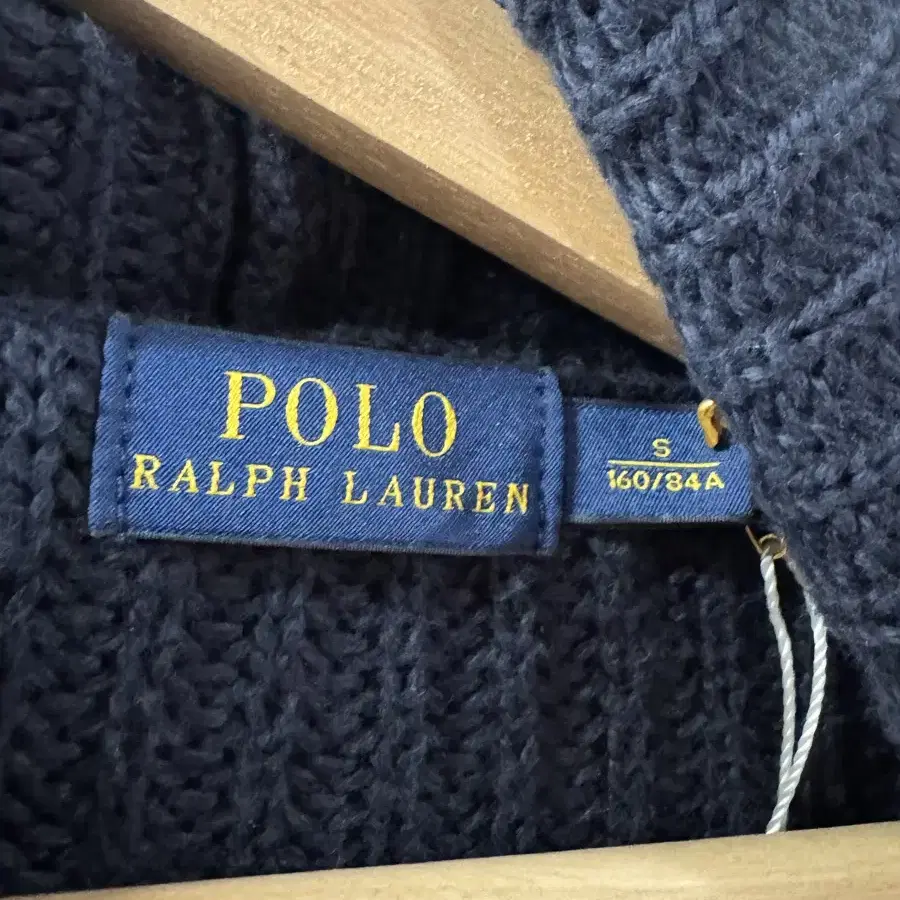 POLO
RALPH LAUREN
S
160/84A